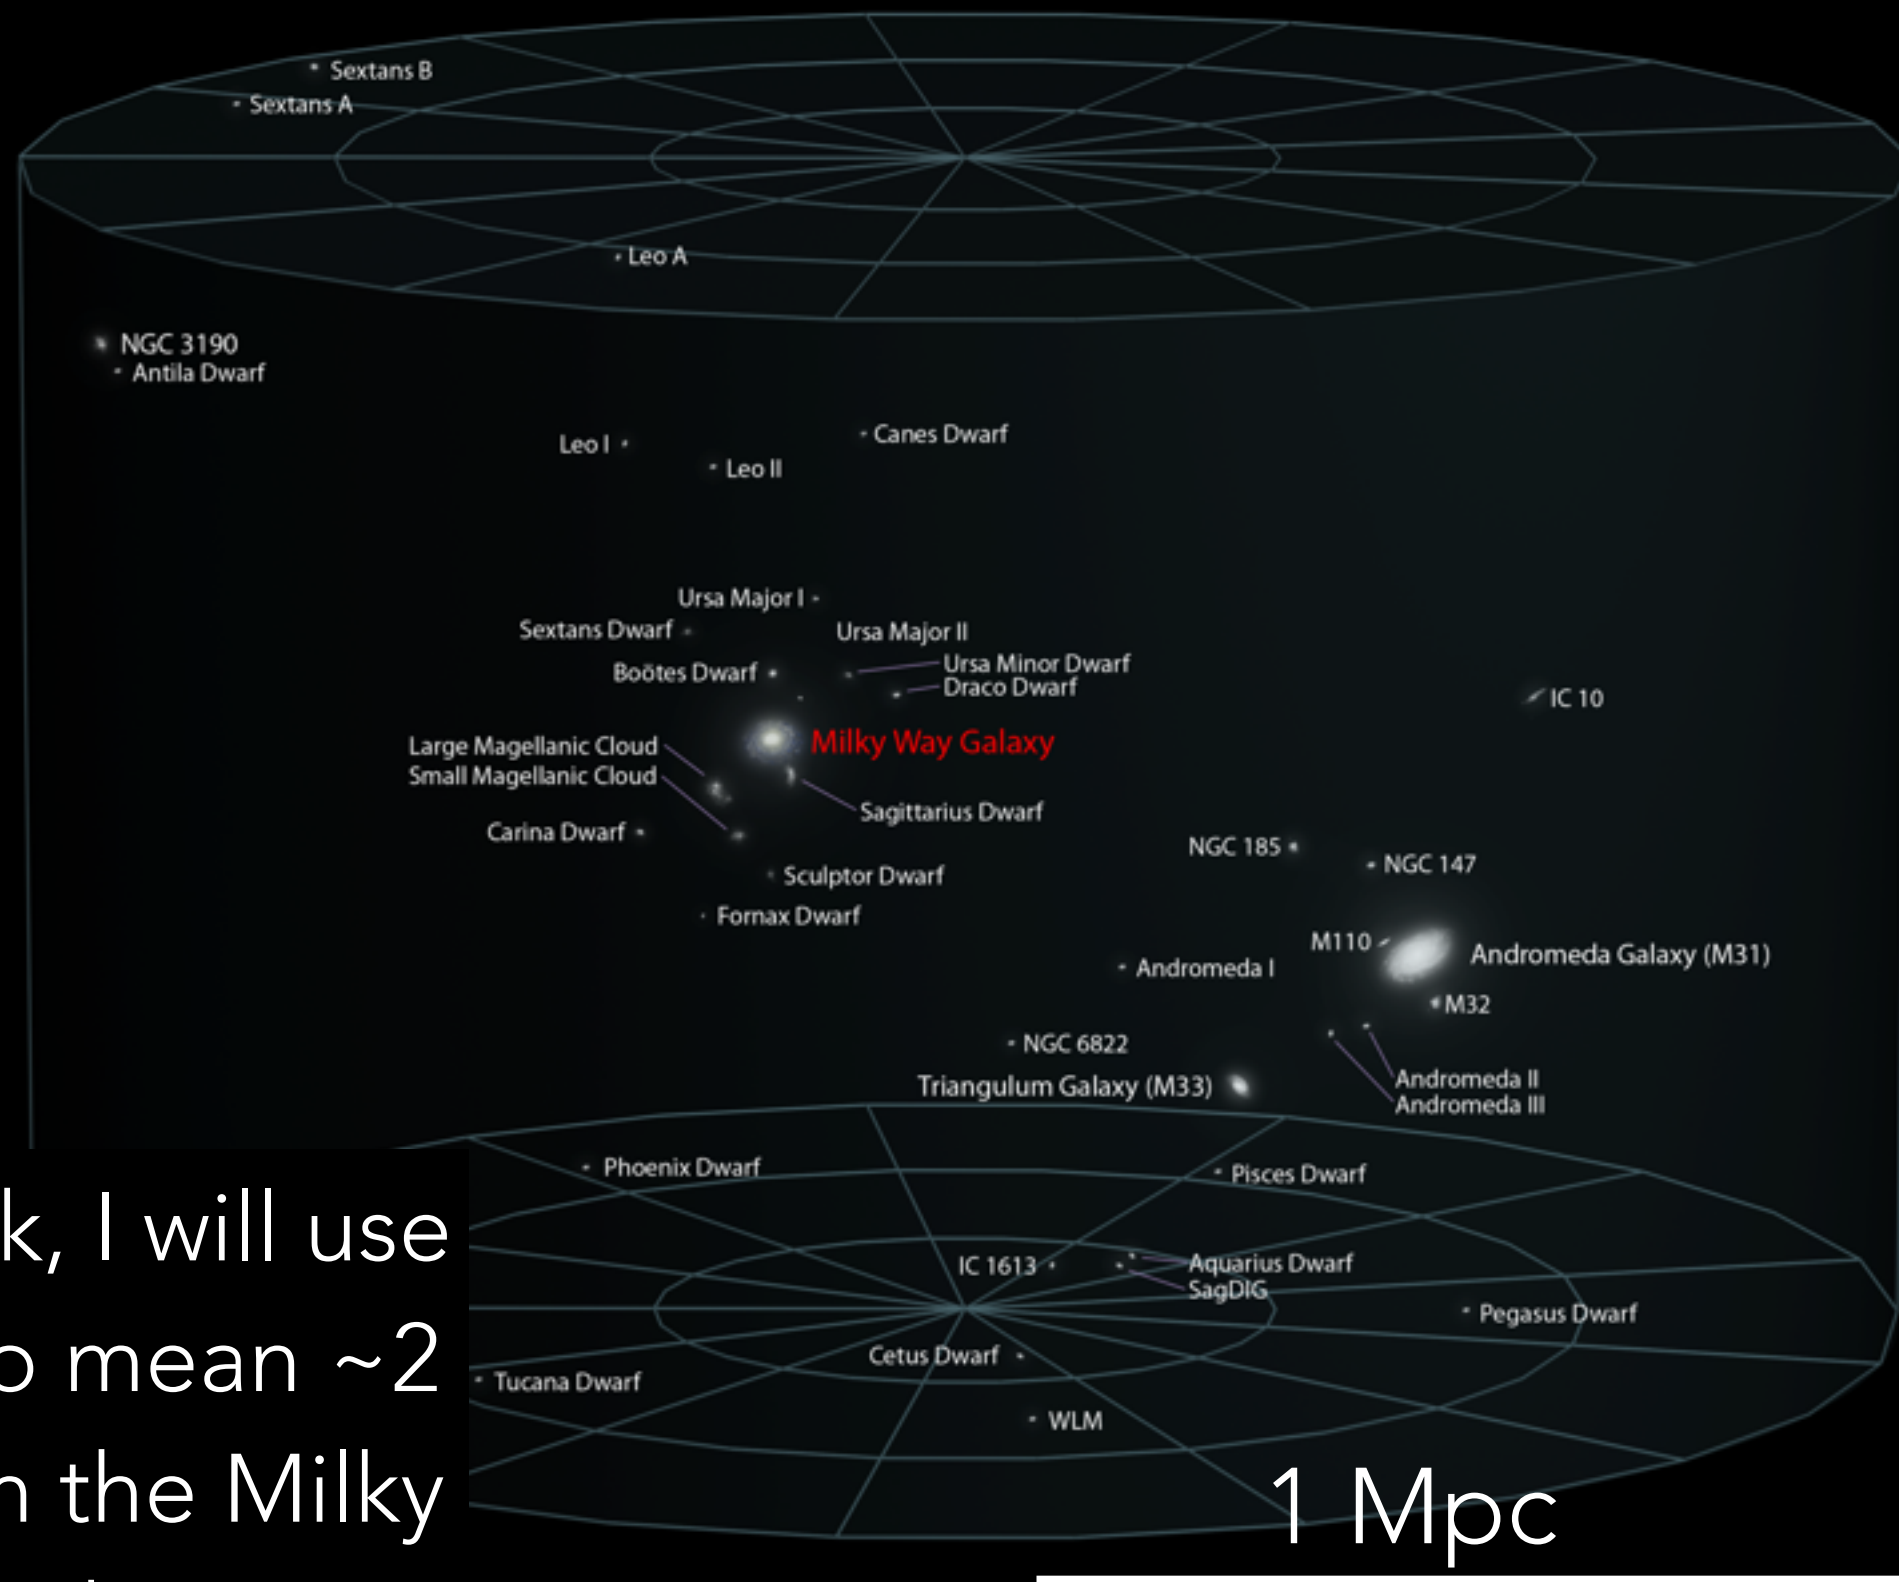 Sextans B
Sextans A
Leo A
NGC 3190
Antila Dwarf
Canes Dwarf
Leo I
Leo II
Ursa Major I
Sextans Dwarf
Ursa Major II
Boötes Dwarf
Ursa Minor Dwarf
Draco Dwarf
IC 10
Milky Way Galaxy
Large Magellanic Cloud
Small Magellanic Cloud
Sagittarius Dwarf
Carina Dwarf
NGC 185
NGC 147
Sculptor Dwarf
Fornax Dwarf
M110
Andromeda Galaxy (M31)
Andromeda I
M32
NGC 6822
Andromeda II
Triangulum Galaxy (M33)
Andromeda III
Phoenix Dwarf
Pisces Dwarf
IC 1613
Aquarius Dwarf
SagDIG
Pegasus Dwarf
Cetus Dwarf
Tucana Dwarf
WLM
k, I will use
o mean ~2
n the Milky
1 Mpc